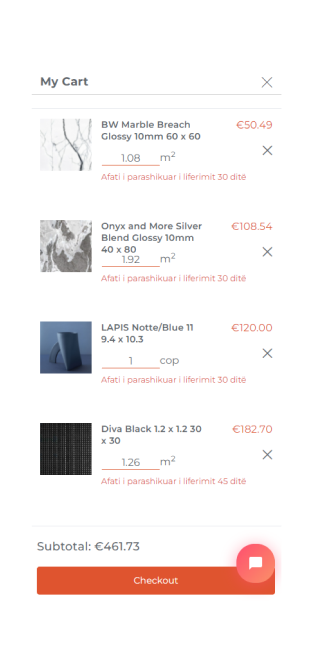 My Cart
BW Marble Breach
Glossy 10mm 60 x 60
€50.49
1.08 m²
Afati i parashikuar i liferimit 30 ditë
Onyx and More Silver
Blend Glossy 10mm
40 x 80
€108.54
1.92 m²
Afati i parashikuar i liferimit 30 ditë
LAPIS Notte/Blue 11
9.4 x 10.3
€120.00
1 cop
Afati i parashikuar i liferimit 30 ditë
Diva Black 1.2 x 1.2 30
x 30
€182.70
1.26 m²
Afati i parashikuar i liferimit 45 ditë
Subtotal: €461.73
Checkout